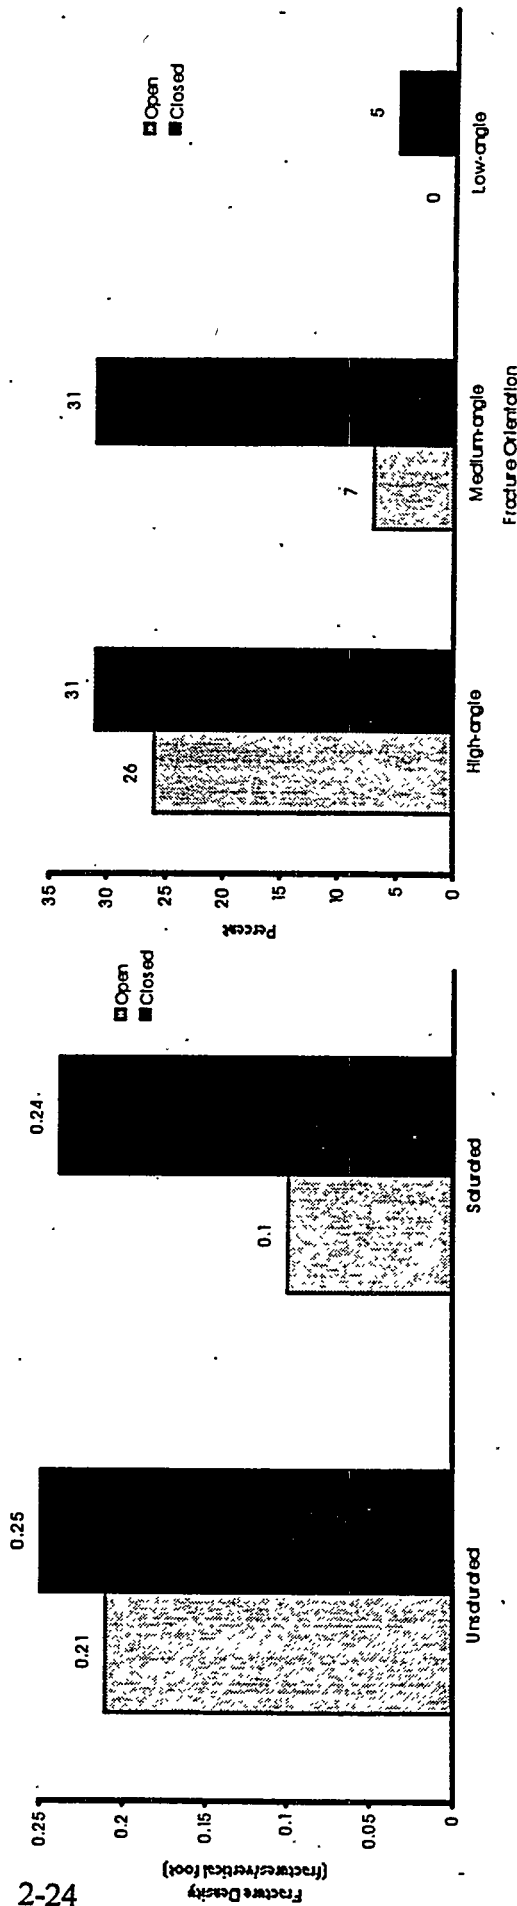 2-24
Fracture Density
(fractures/vertical foot)
0.25
0.2
0.15
0.1
0.05
0
0.21
0.25
0.1
0.24
Unsaturated
Saturated
Open
Closed
Percent
35
30
25
20
15
10
5
0
26
31
7
31
0
5
High-angle
Medium-angle
Low-angle
Fracture Orientation
Open
Closed